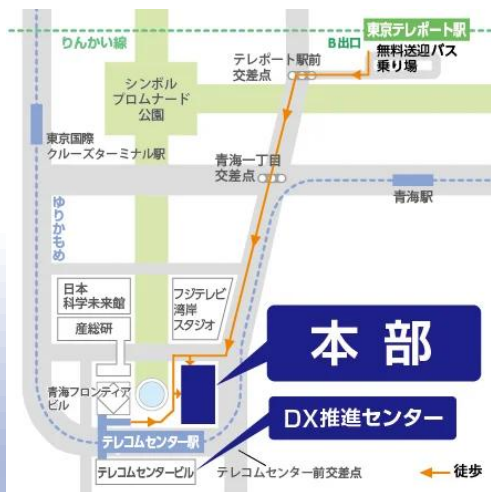 東京テレポート駅
りんかい線
B出口
無料送迎バス
乗り場
テレポート駅前
交差点
シンボル
プロムナード
公園
東京国際
クルーズターミナル駅
青海一丁目
交差点
青海駅
ゆりかもめ
日本
科学未来館
産総研
フジテレビ
湾岸
スタジオ
本部
青海フロンティア
ビル
DX推進センター
テレコムセンター駅
テレコムセンタービル
テレコムセンター前交差点
徒歩